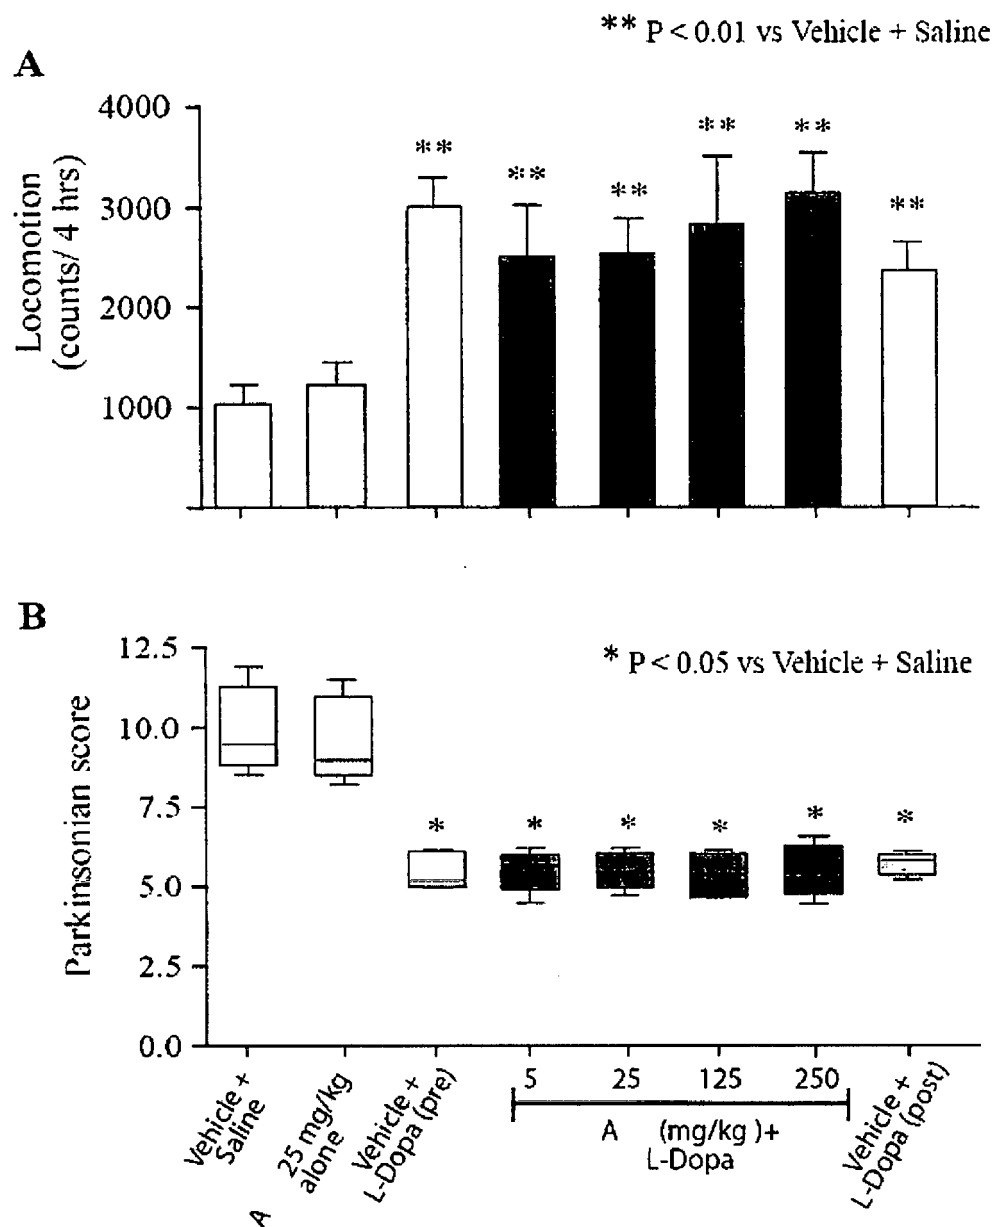 ** P < 0.01 vs Vehicle + Saline
A
4000
3000
2000
1000
Locomotion
(counts/ 4 hrs)
**
**
**
**
**
**
B
* P < 0.05 vs Vehicle + Saline
12.5
10.0
7.5
5.0
2.5
0.0
Parkinsonian score
*
*
*
*
*
*
Vehicle +
Saline
A 25 mg/kg
alone
Vehicle +
L-Dopa (pre)
5 25 125 250
A (mg/kg )+
L-Dopa
Vehicle +
L-Dopa (post)